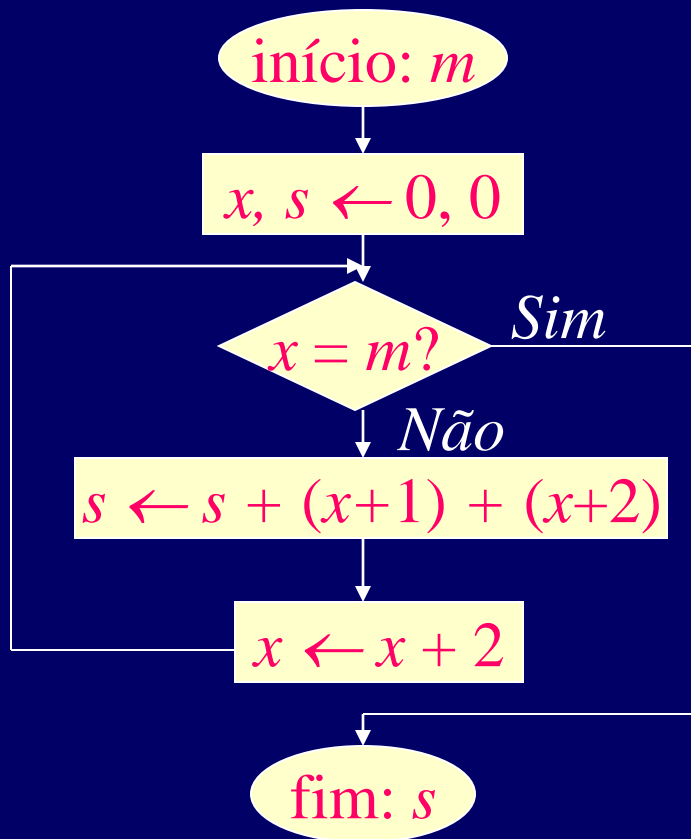 início: m
x, s ← 0, 0
x = m?
Sim
Não
s ← s + (x+1) + (x+2)
x ← x + 2
fim: s